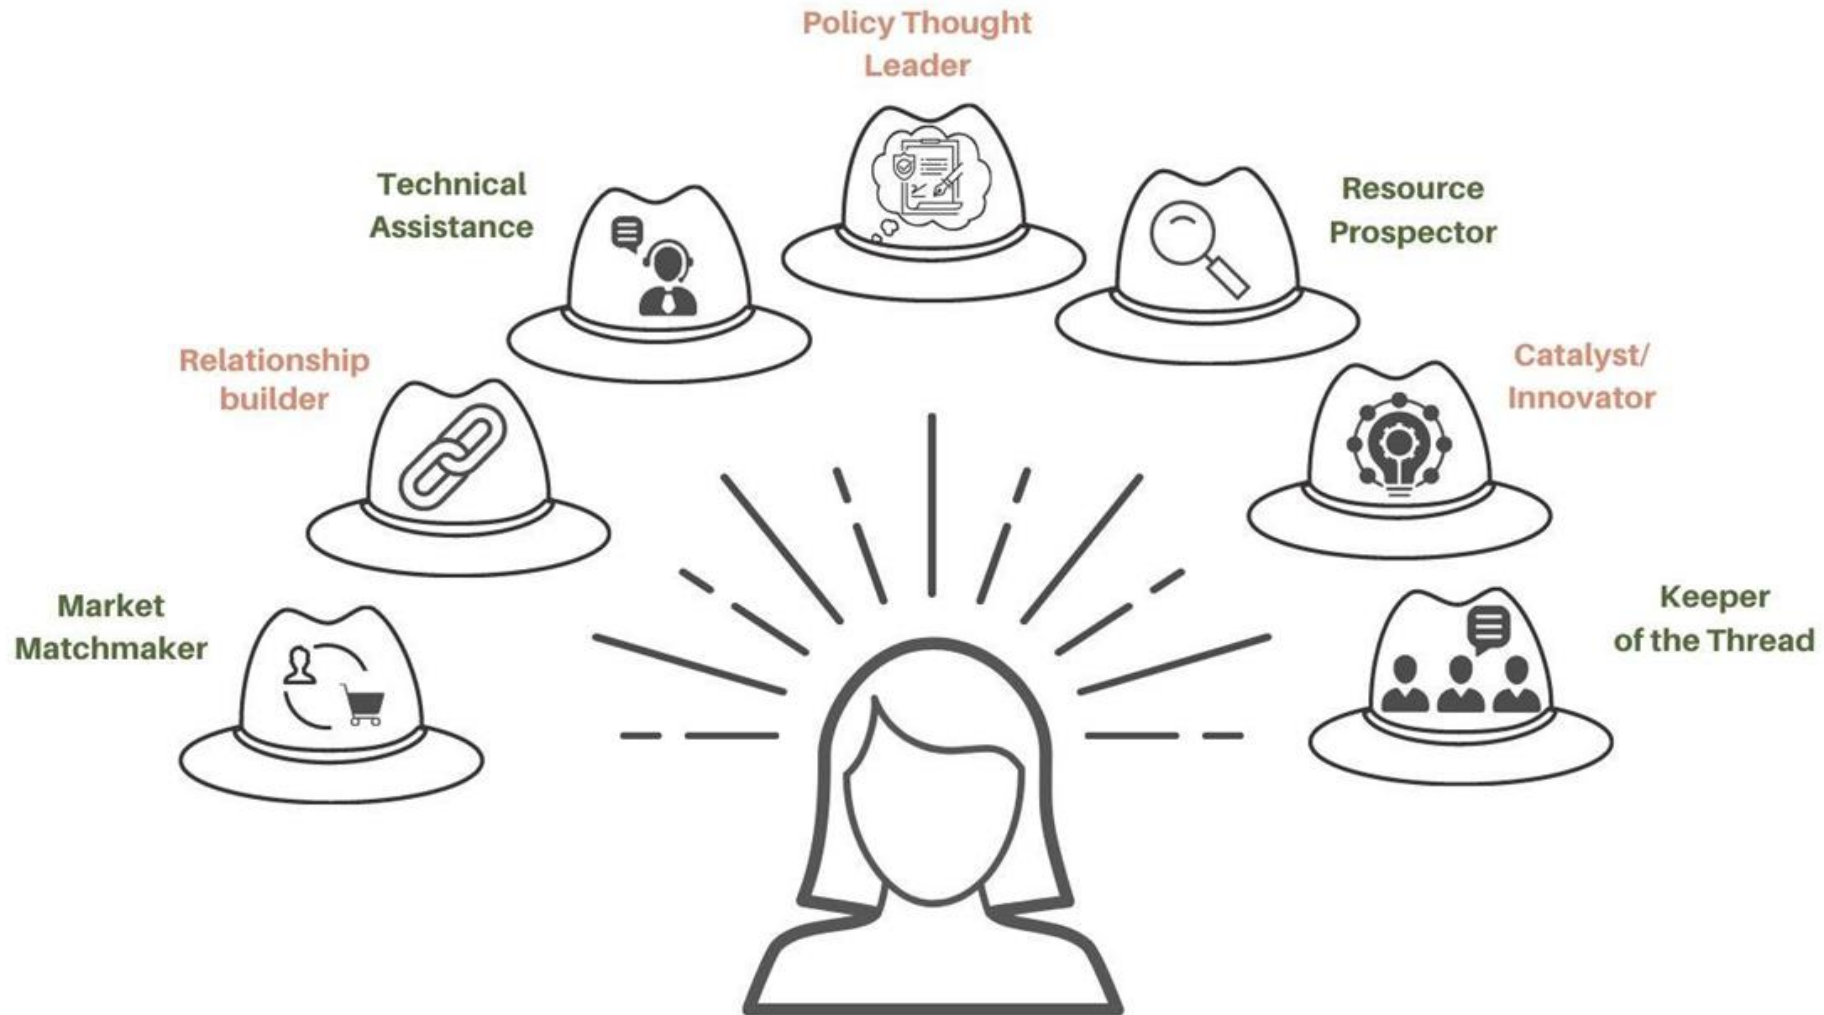 Policy Thought
Leader
Technical
Assistance
Resource
Prospector
Relationship
builder
Catalyst/
Innovator
Market
Matchmaker
Keeper
of the Thread